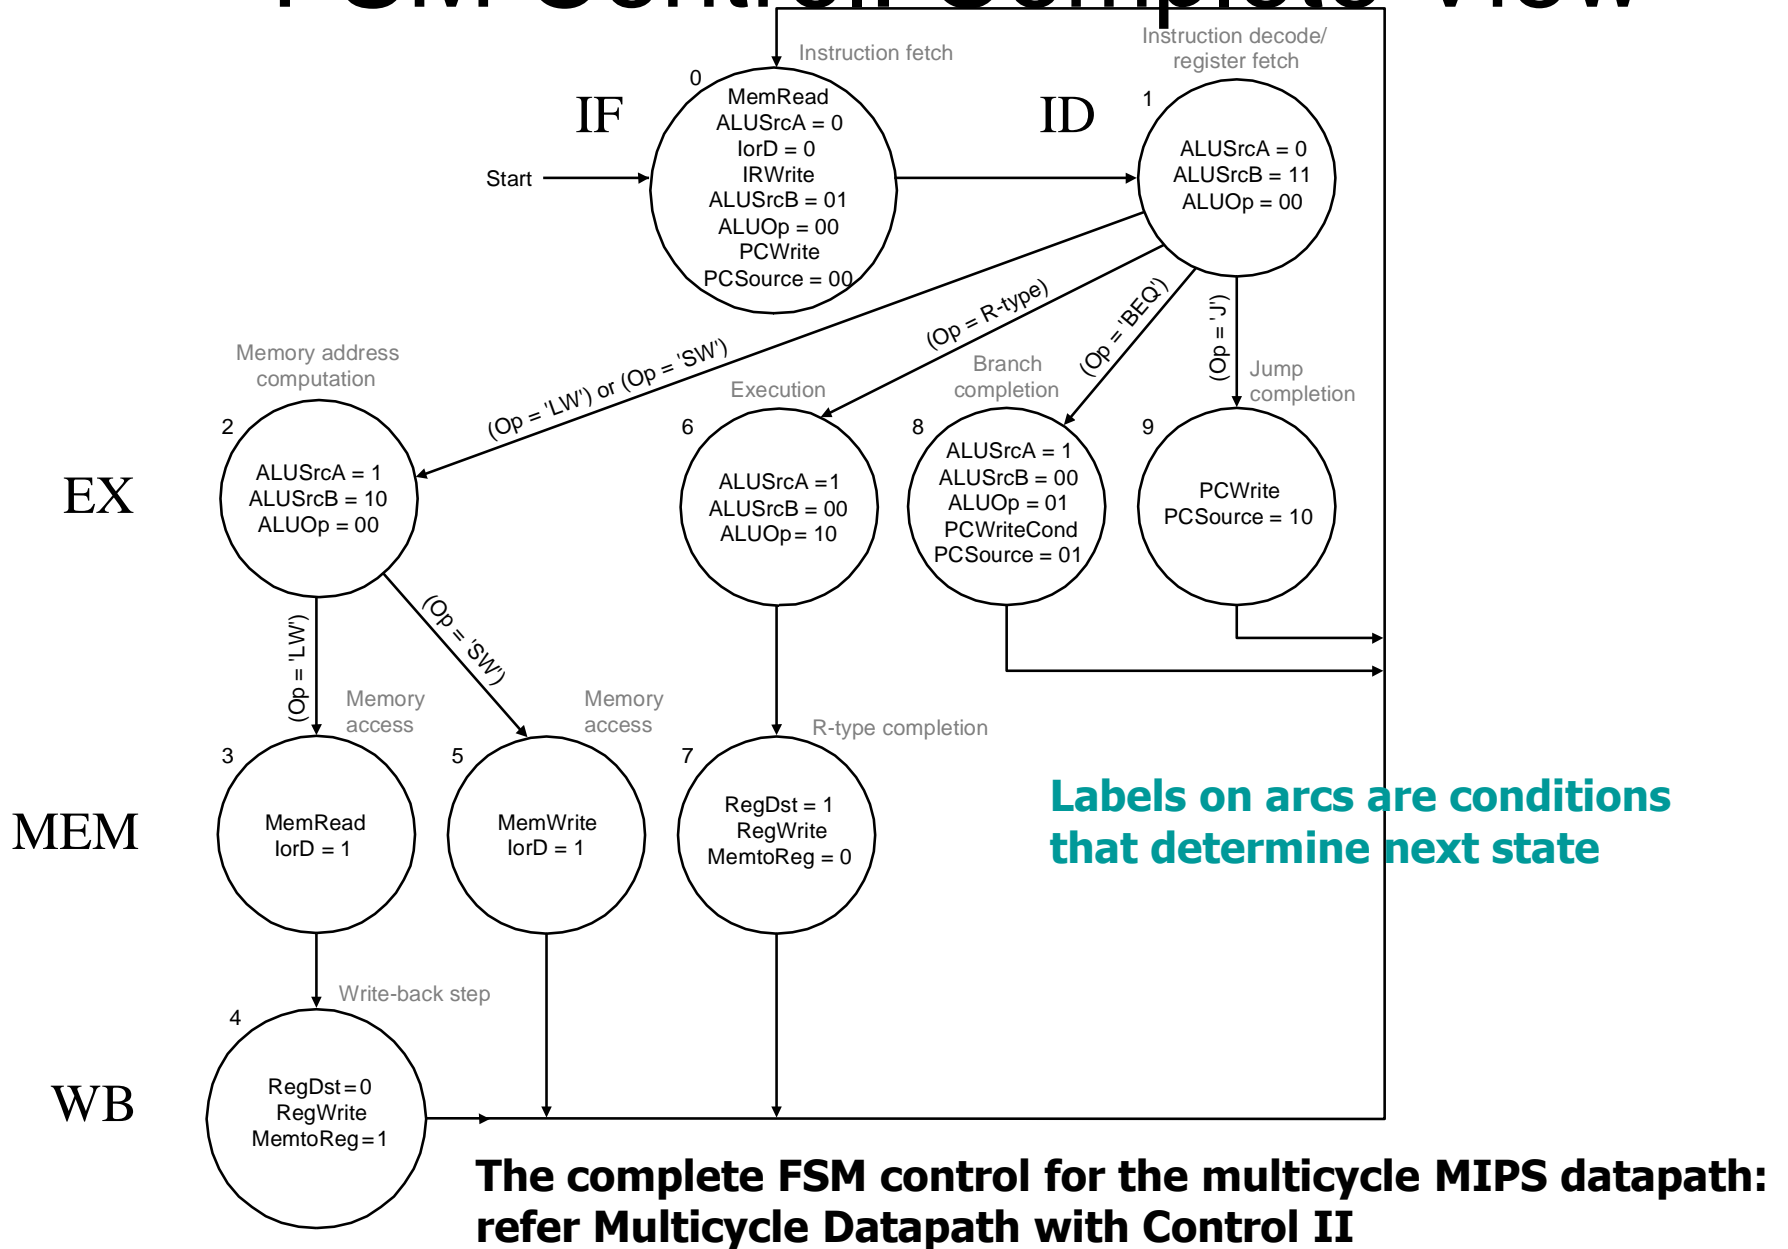 FSM Control: Complete View
Instruction fetch
Instruction decode/
register fetch
0
1
IF
ID
MemRead
ALUSrcA = 0
IorD = 0
IRWrite
ALUSrcB = 01
ALUOp = 00
PCWrite
PCSource = 00
ALUSrcA = 0
ALUSrcB = 11
ALUOp = 00
Start
(Op = 'LW') or (Op = 'SW')
(Op = R-type)
(Op = 'BEQ')
(Op = 'J')
Memory address
computation
Execution
Branch
completion
Jump
completion
2
6
8
9
EX
ALUSrcA = 1
ALUSrcB = 10
ALUOp = 00
ALUSrcA =1
ALUSrcB = 00
ALUOp= 10
ALUSrcA = 1
ALUSrcB = 00
ALUOp = 01
PCWriteCond
PCSource = 01
PCWrite
PCSource = 10
(Op = 'LW')
(Op = 'SW')
Memory
access
Memory
access
R-type completion
3
5
7
MEM
MemRead
IorD = 1
MemWrite
IorD = 1
RegDst = 1
RegWrite
MemtoReg = 0
Labels on arcs are conditions
that determine next state
Write-back step
4
WB
RegDst=0
RegWrite
MemtoReg=1
The complete FSM control for the multicycle MIPS datapath:
refer Multicycle Datapath with Control II